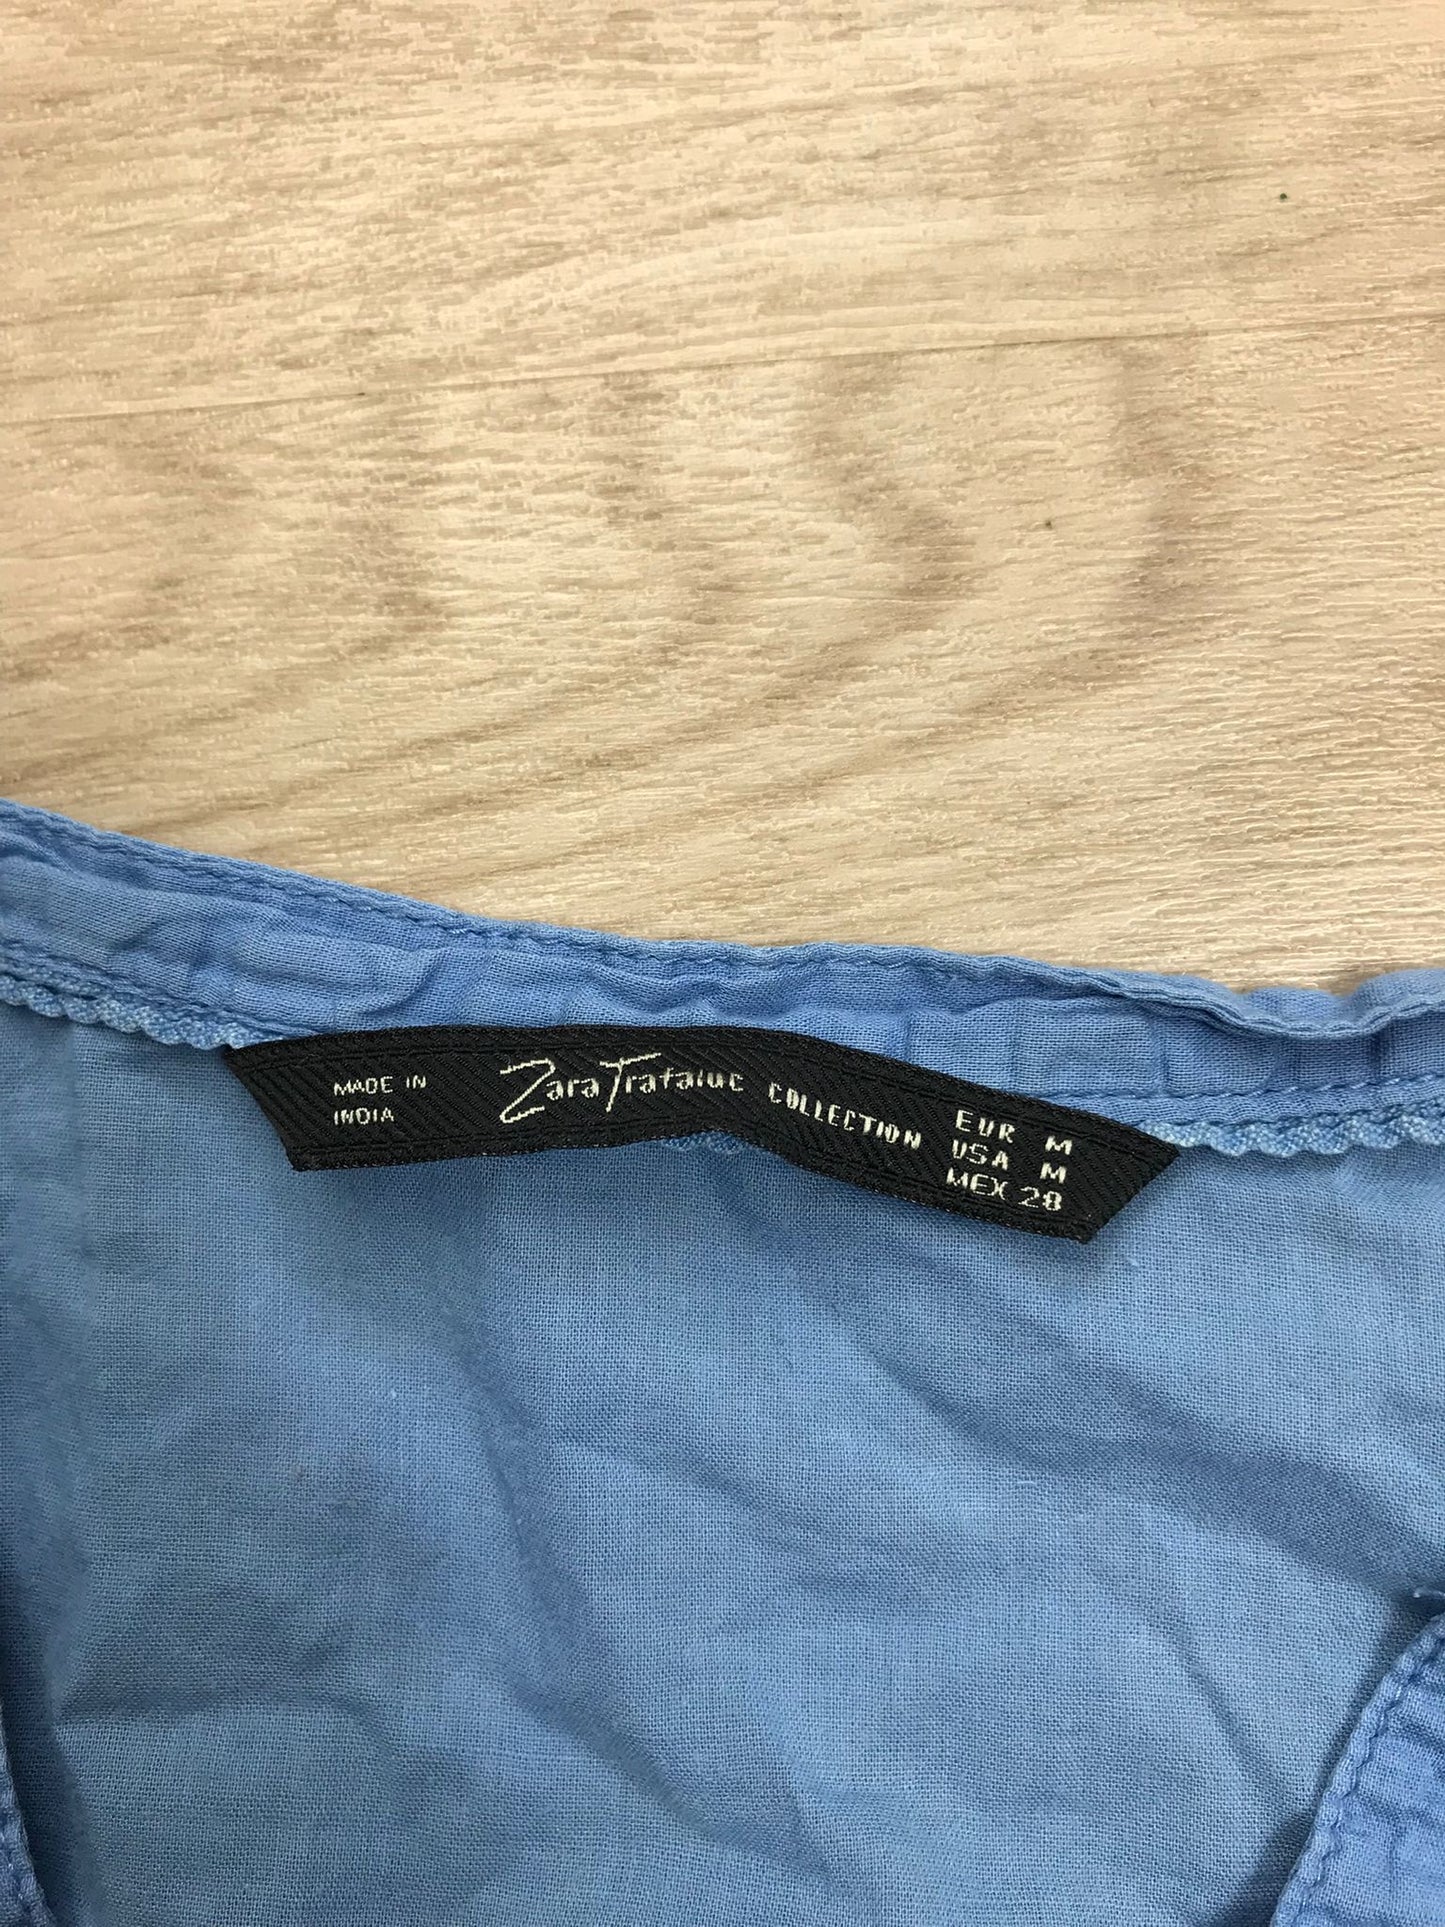 MADE IN
INDIA
Zara Trafaluc COLLECTION
EUR M
USA M
MEX 28